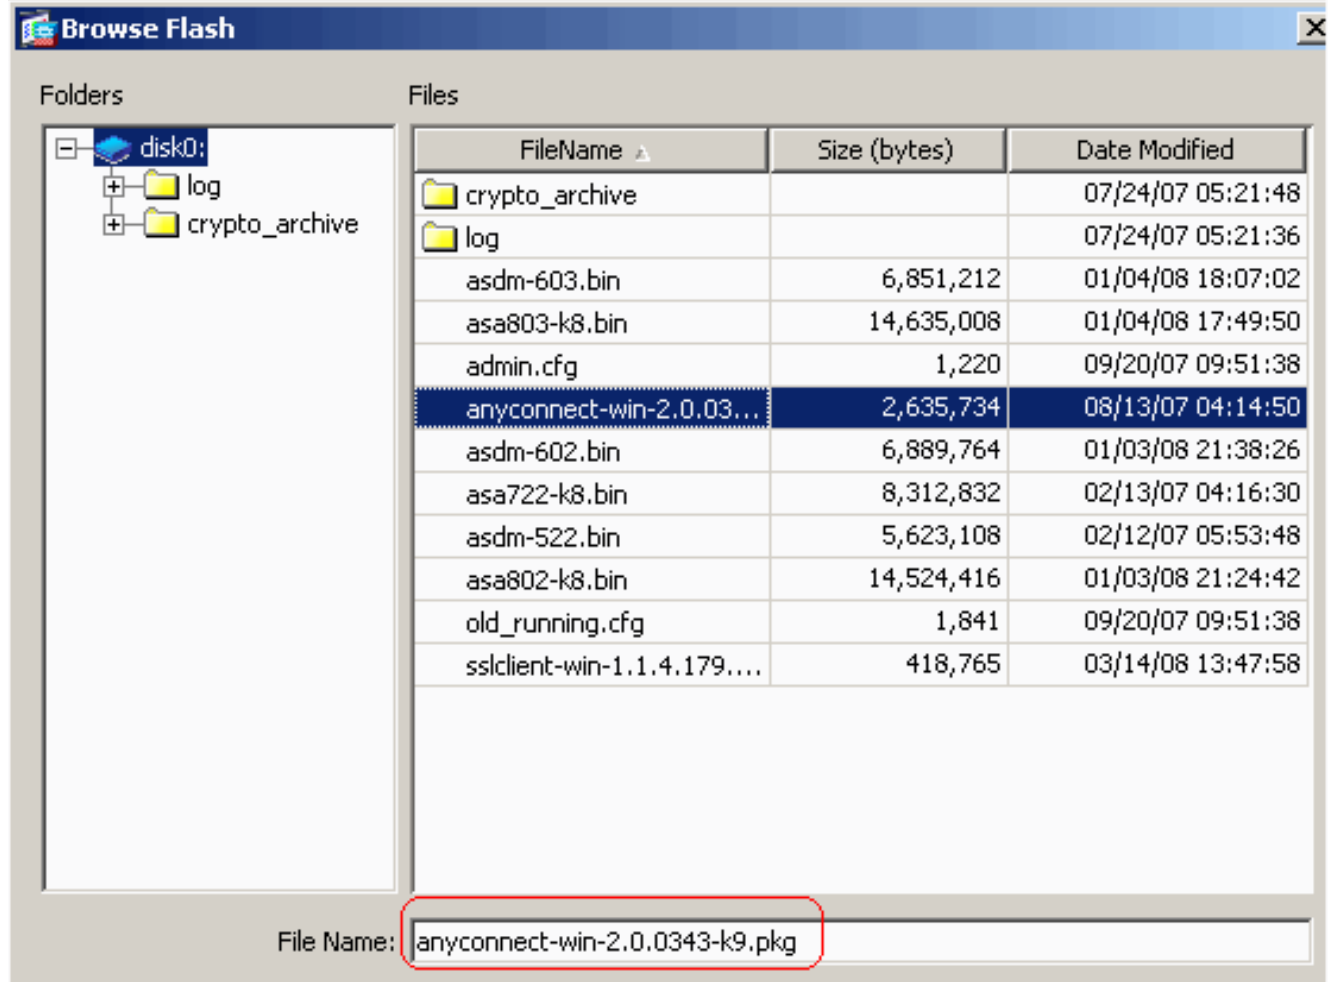 Browse Flash
Folders Files
disk0:
log
crypto_archive
FileName Size (bytes) Date Modified
crypto_archive 07/24/07 05:21:48
log 07/24/07 05:21:36
asdm-603.bin 6,851,212 01/04/08 18:07:02
asa803-k8.bin 14,635,008 01/04/08 17:49:50
admin.cfg 1,220 09/20/07 09:51:38
anyconnect-win-2.0.03... 2,635,734 08/13/07 04:14:50
asdm-602.bin 6,889,764 01/03/08 21:38:26
asa722-k8.bin 8,312,832 02/13/07 04:16:30
asdm-522.bin 5,623,108 02/12/07 05:53:48
asa802-k8.bin 14,524,416 01/03/08 21:24:42
old_running.cfg 1,841 09/20/07 09:51:38
sslclient-win-1.1.4.179.... 418,765 03/14/08 13:47:58
File Name: anyconnect-win-2.0.0343-k9.pkg